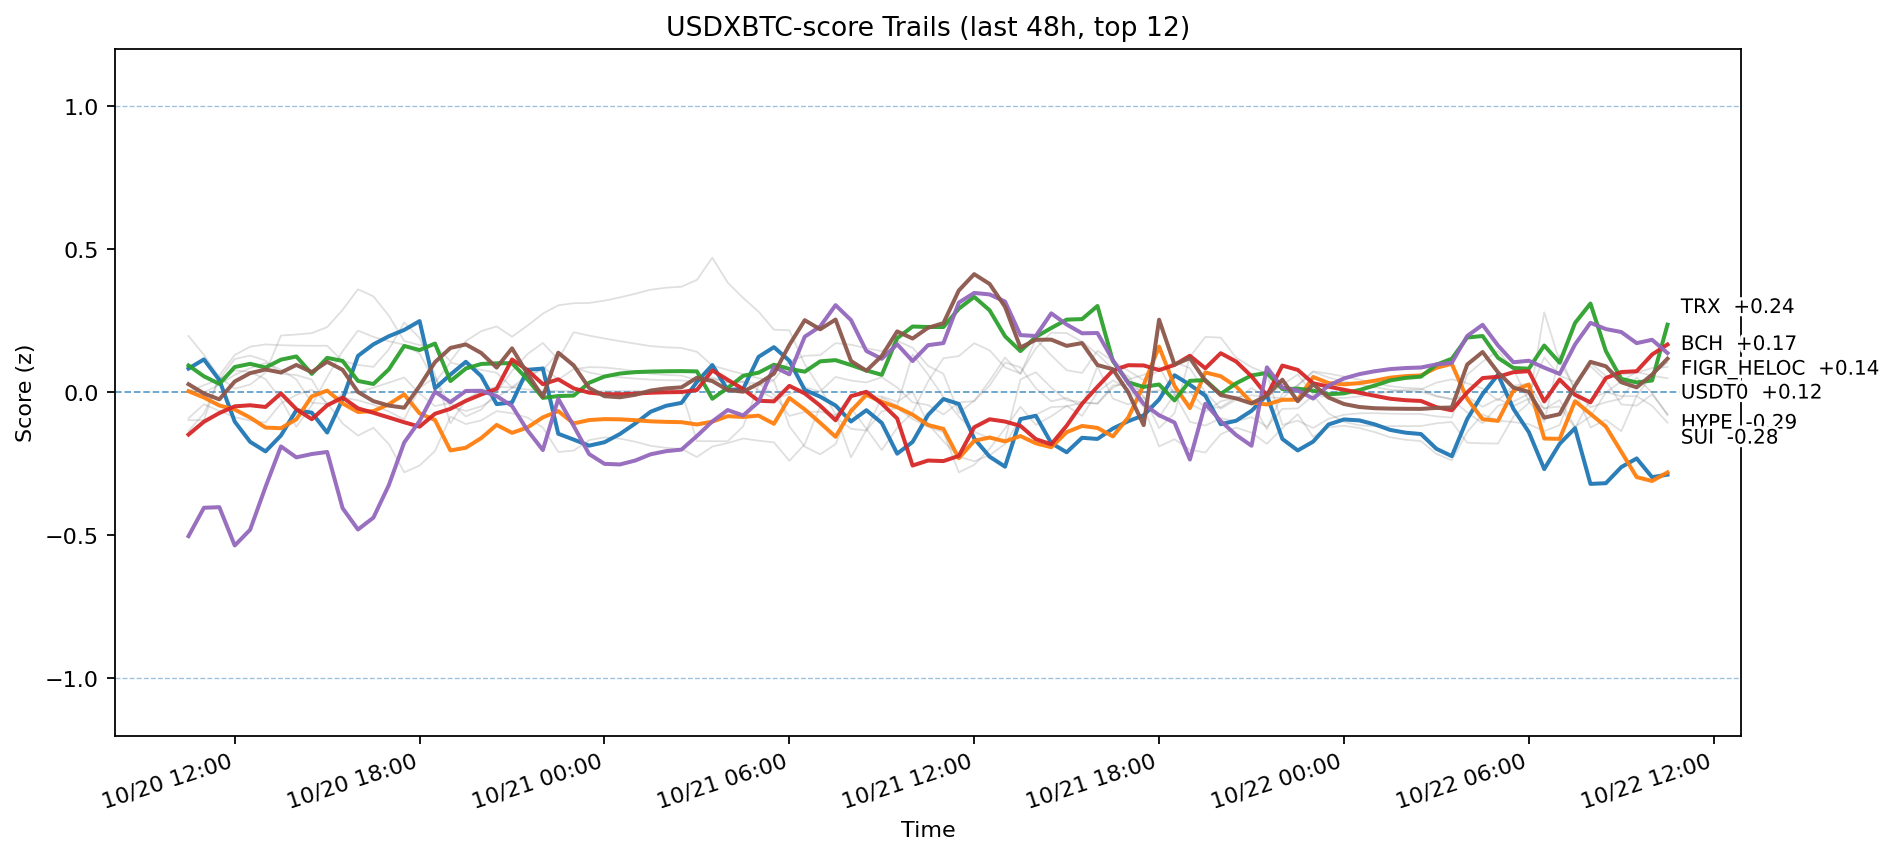 USDXBTC-score Trails (last 48h, top 12)
Score (z)
1.0
0.5
0.0
−0.5
−1.0
TRX +0.24
BCH +0.17
FIGR_HELOC +0.14
USDT0 +0.12
HYPE -0.29
SUI -0.28
10/20 12:00
10/20 18:00
10/21 00:00
10/21 06:00
10/21 12:00
10/21 18:00
10/22 00:00
10/22 06:00
10/22 12:00
Time